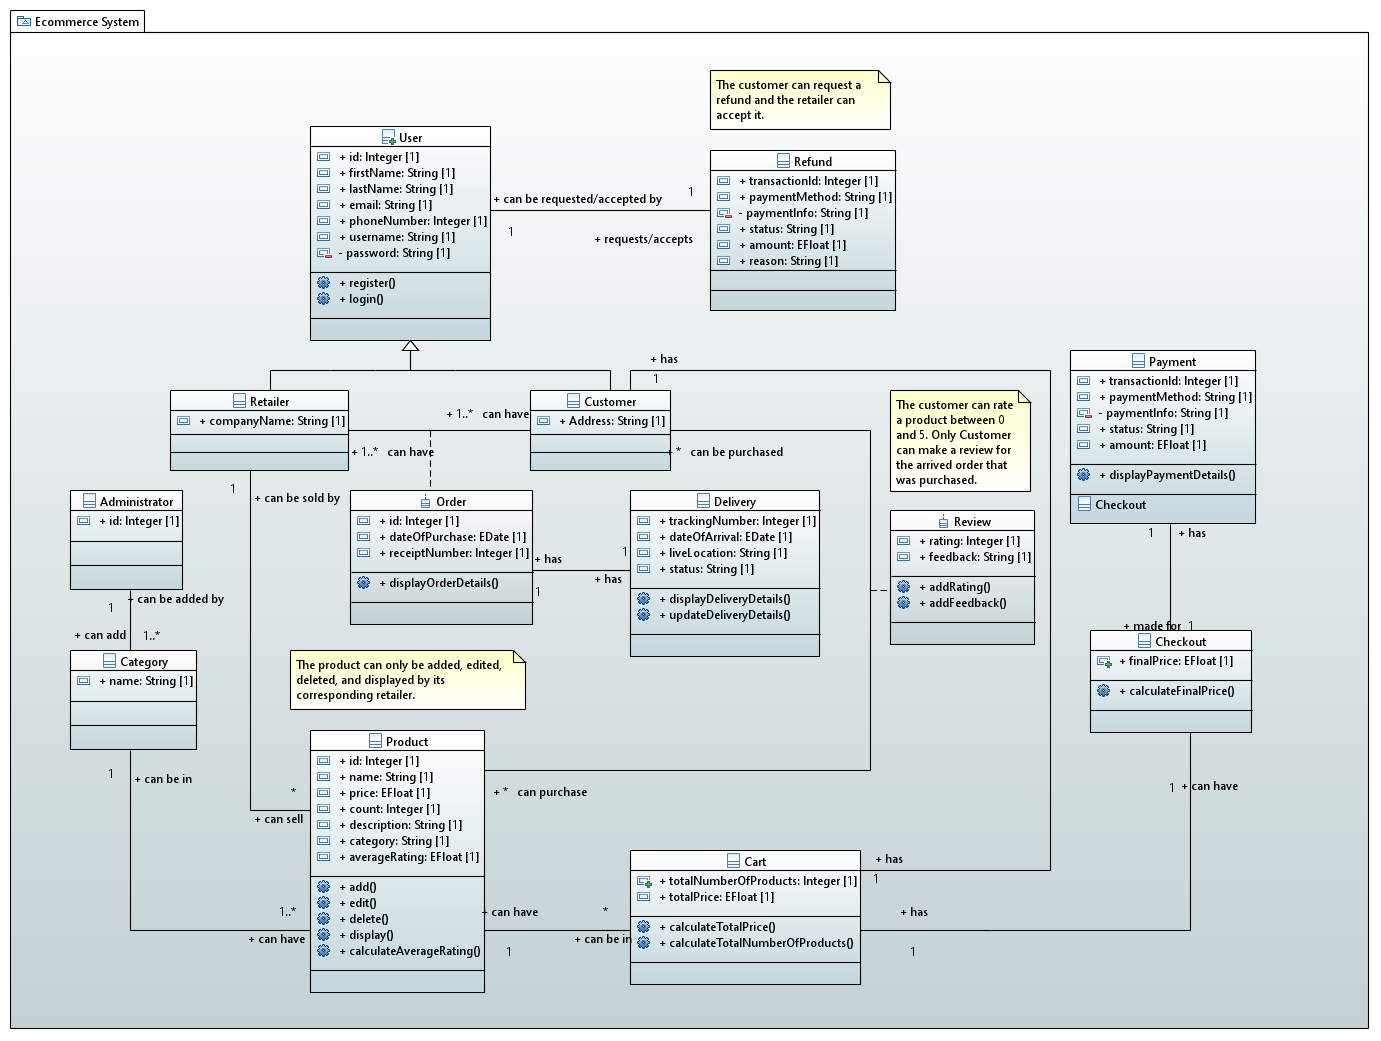 Ecommerce System
The customer can request a
refund and the retailer can
accept it.
User
+ id: Integer [1]
+ firstName: String [1]
+ lastName: String [1]
+ email: String [1]
+ phoneNumber: Integer [1]
+ username: String [1]
- password: String [1]
+ register()
+ login()
+ can be requested/accepted by
1
1
+ requests/accepts
Refund
+ transactionId: Integer [1]
+ paymentMethod: String [1]
- paymentInfo: String [1]
+ status: String [1]
+ amount: EFloat [1]
+ reason: String [1]
Retailer
+ companyName: String [1]
+ 1..* can have
+ 1..* can have
Customer
+ Address: String [1]
+ has
1
* can be purchased
The customer can rate
a product between 0
and 5. Only Customer
can make a review for
the arrived order that
was purchased.
Payment
+ transactionId: Integer [1]
+ paymentMethod: String [1]
- paymentInfo: String [1]
+ status: String [1]
+ amount: EFloat [1]
+ displayPaymentDetails()
Checkout
1
+ can be sold by
Administrator
+ id: Integer [1]
Order
+ id: Integer [1]
+ dateOfPurchase: EDate [1]
+ receiptNumber: Integer [1]
+ displayOrderDetails()
+ has
1
1
+ has
Delivery
+ trackingNumber: Integer [1]
+ dateOfArrival: EDate [1]
+ liveLocation: String [1]
+ status: String [1]
+ displayDeliveryDetails()
+ updateDeliveryDetails()
Review
+ rating: Integer [1]
+ feedback: String [1]
+ addRating()
+ addFeedback()
1
+ has
+ made for 1
Checkout
+ finalPrice: EFloat [1]
+ calculateFinalPrice()
1
+ can be added by
+ can add
1..*
Category
+ name: String [1]
The product can only be added, edited,
deleted, and displayed by its
corresponding retailer.
1
+ can be in
*
+ can sell
Product
+ id: Integer [1]
+ name: String [1]
+ price: EFloat [1]
+ count: Integer [1]
+ description: String [1]
+ category: String [1]
+ averageRating: EFloat [1]
+ add()
+ edit()
+ delete()
+ display()
+ calculateAverageRating()
+ * can purchase
1 + can have
1..*
+ can have
+ can have
1
*
+ can be in
Cart
+ totalNumberOfProducts: Integer [1]
+ totalPrice: EFloat [1]
+ calculateTotalPrice()
+ calculateTotalNumberOfProducts()
+ has
1
+ has
1